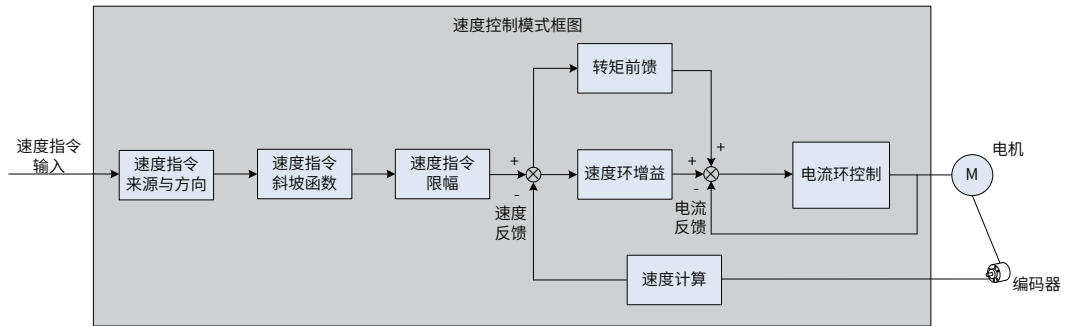 速度控制模式框图
转矩前馈
速度指令
输入
速度指令
来源与方向
速度指令
斜坡函数
速度指令
限幅
+
-
速度
反馈
速度环增益
+
+
-
电流
反馈
电流环控制
电机
M
速度计算
编码器